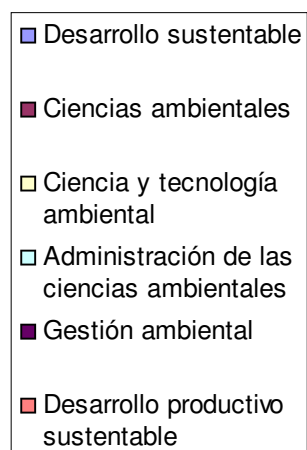 Desarrollo sustentable
Ciencias ambientales
Ciencia y tecnología
ambiental
Administración de las
ciencias ambientales
Gestión ambiental
Desarrollo productivo
sustentable